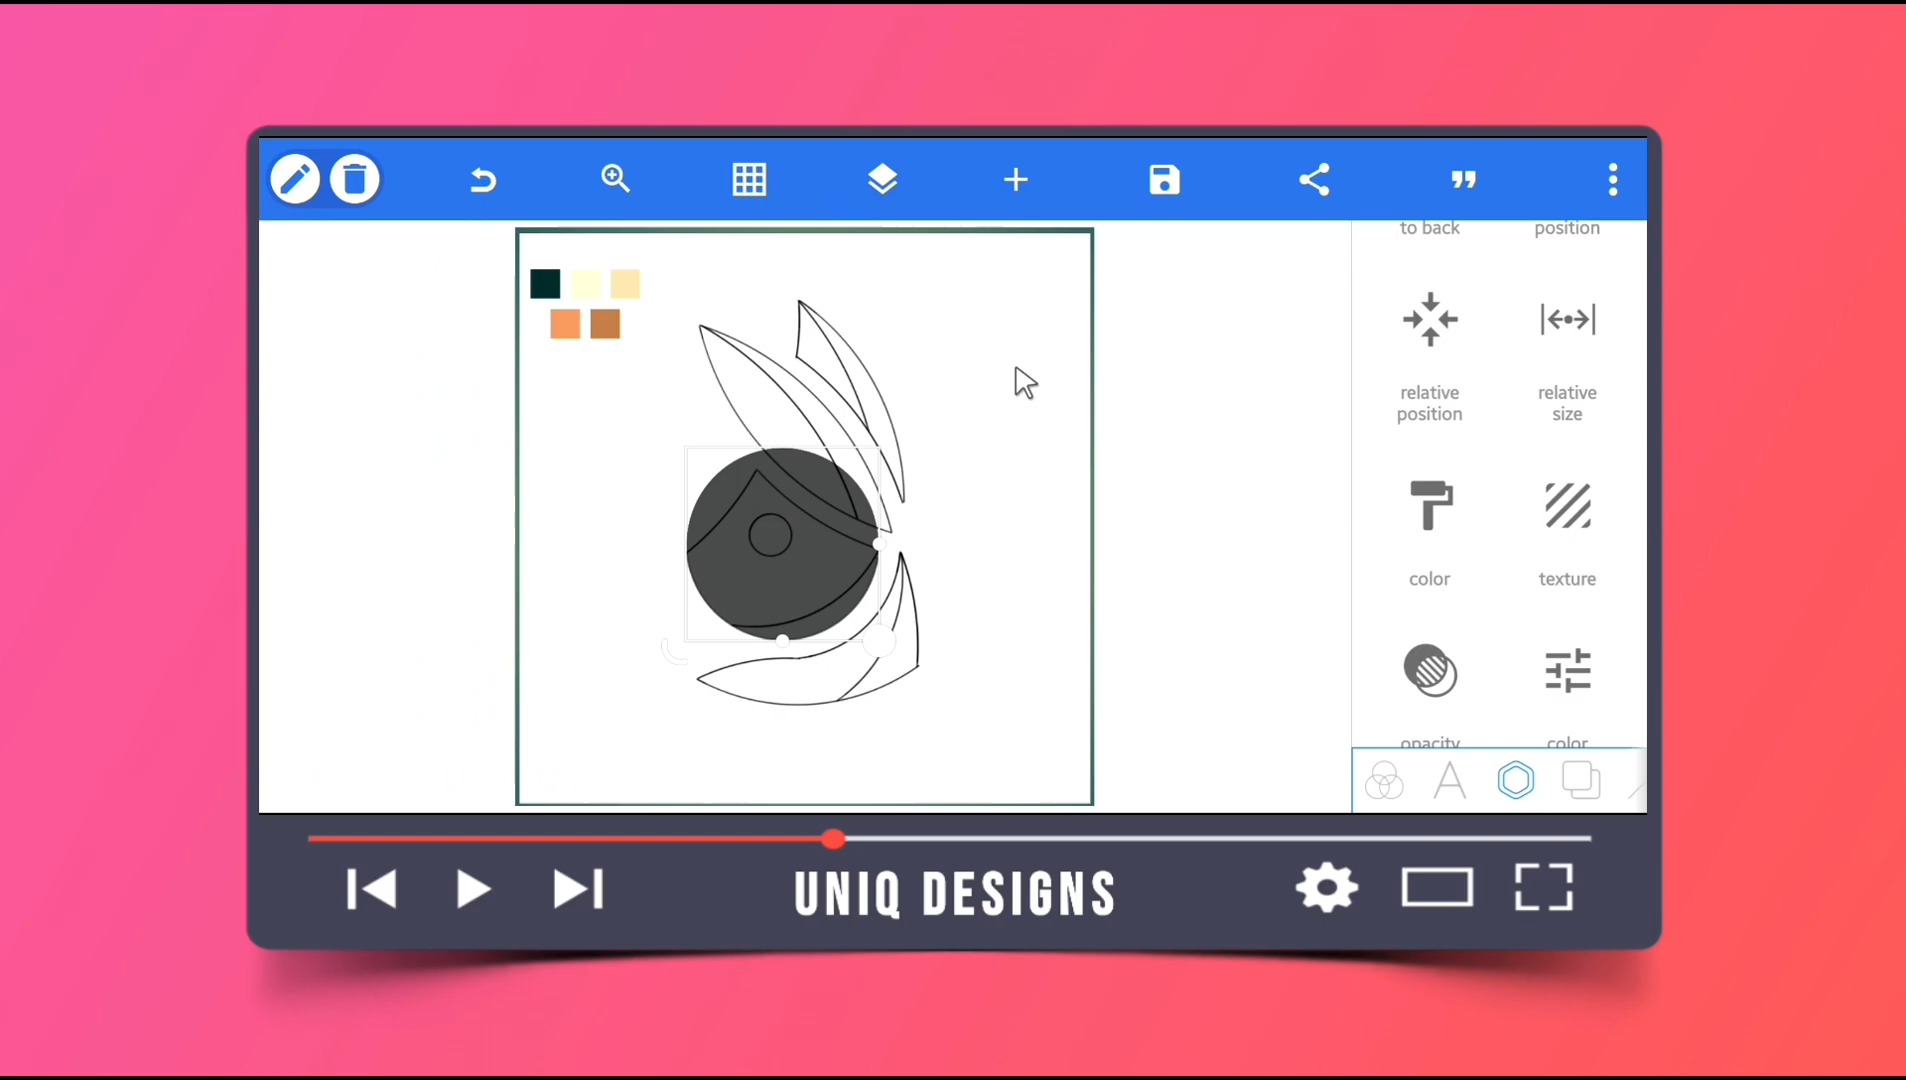 to back
position
relative
position
relative
size
color
texture
opacity
color
UNIQ DESIGNS